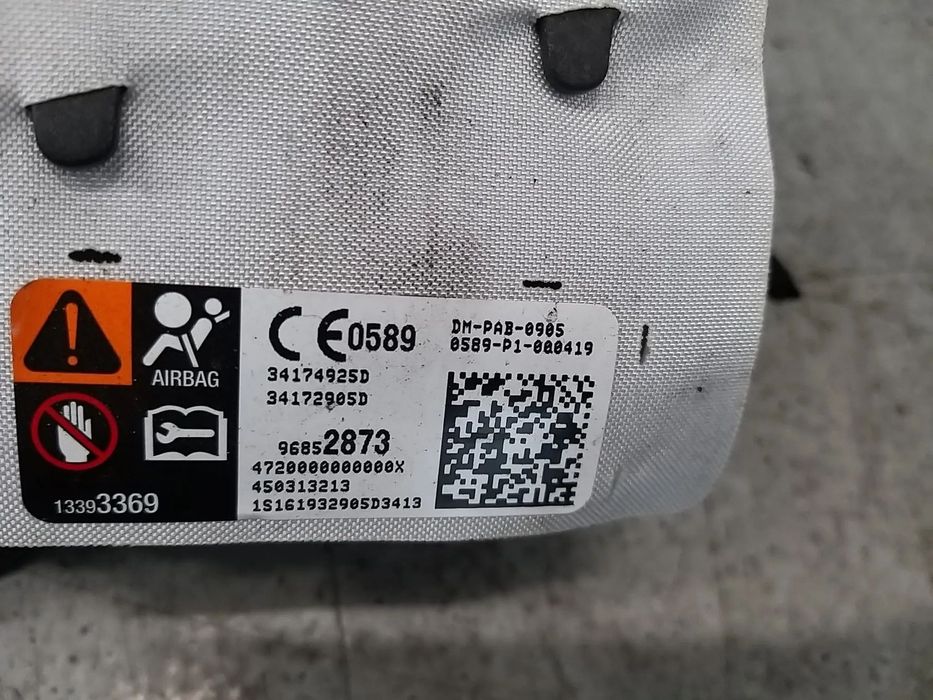 AIRBAG
13393369
CE0589
34174925D
34172905D
96852873
4720000000000X
450313213
1S161932905D3413
DM-PAB-0905
0589-P1-000419